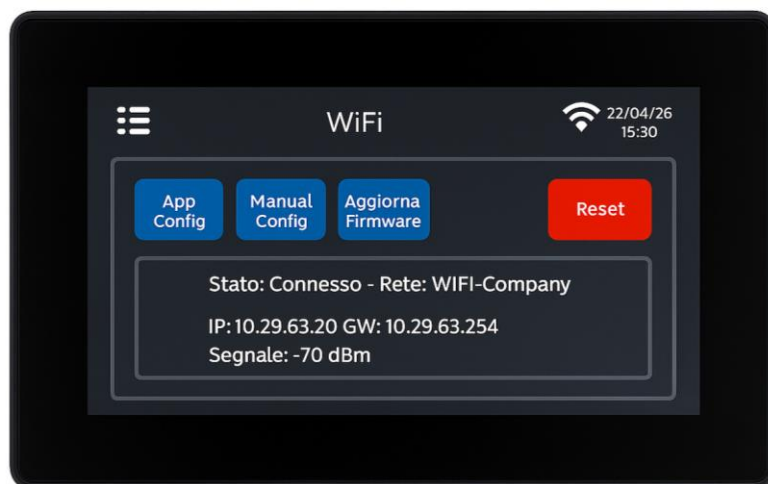 WiFi
22/04/26
15:30
App
Config
Manual
Config
Aggiorna
Firmware
Reset
Stato: Connesso - Rete: WIFI-Company
IP: 10.29.63.20 GW: 10.29.63.254
Segnale: -70 dBm